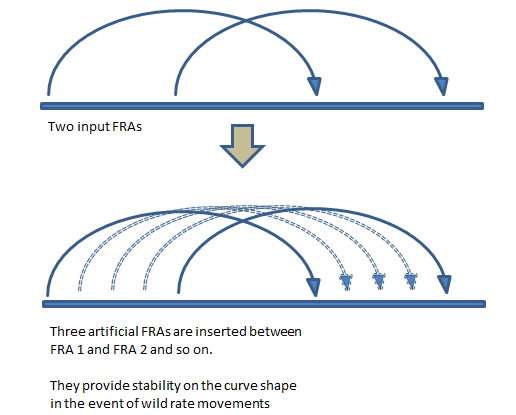 Two input FRAs
Three artificial FRAs are inserted between
FRA 1 and FRA 2 and so on.
They provide stability on the curve shape
in the event of wild rate movements